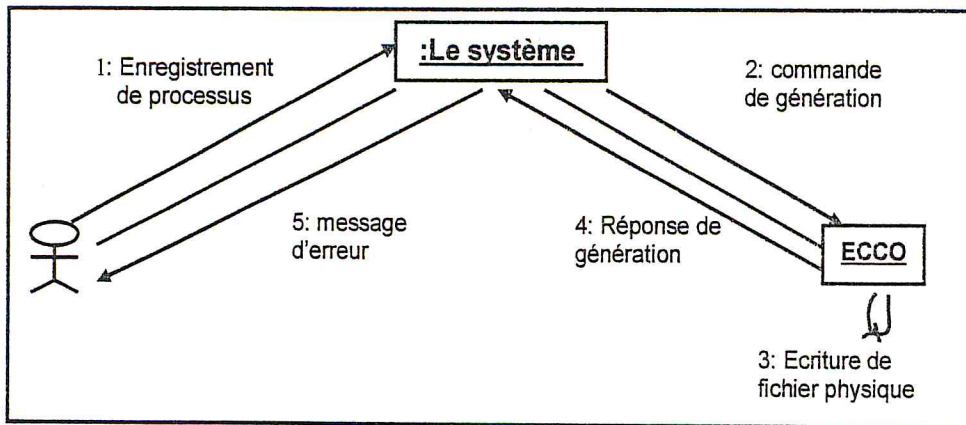 :Le système
1: Enregistrement
de processus
2: commande
de génération
5: message
d'erreur
4: Réponse de
génération
ECCO
3: Ecriture de
fichier physique